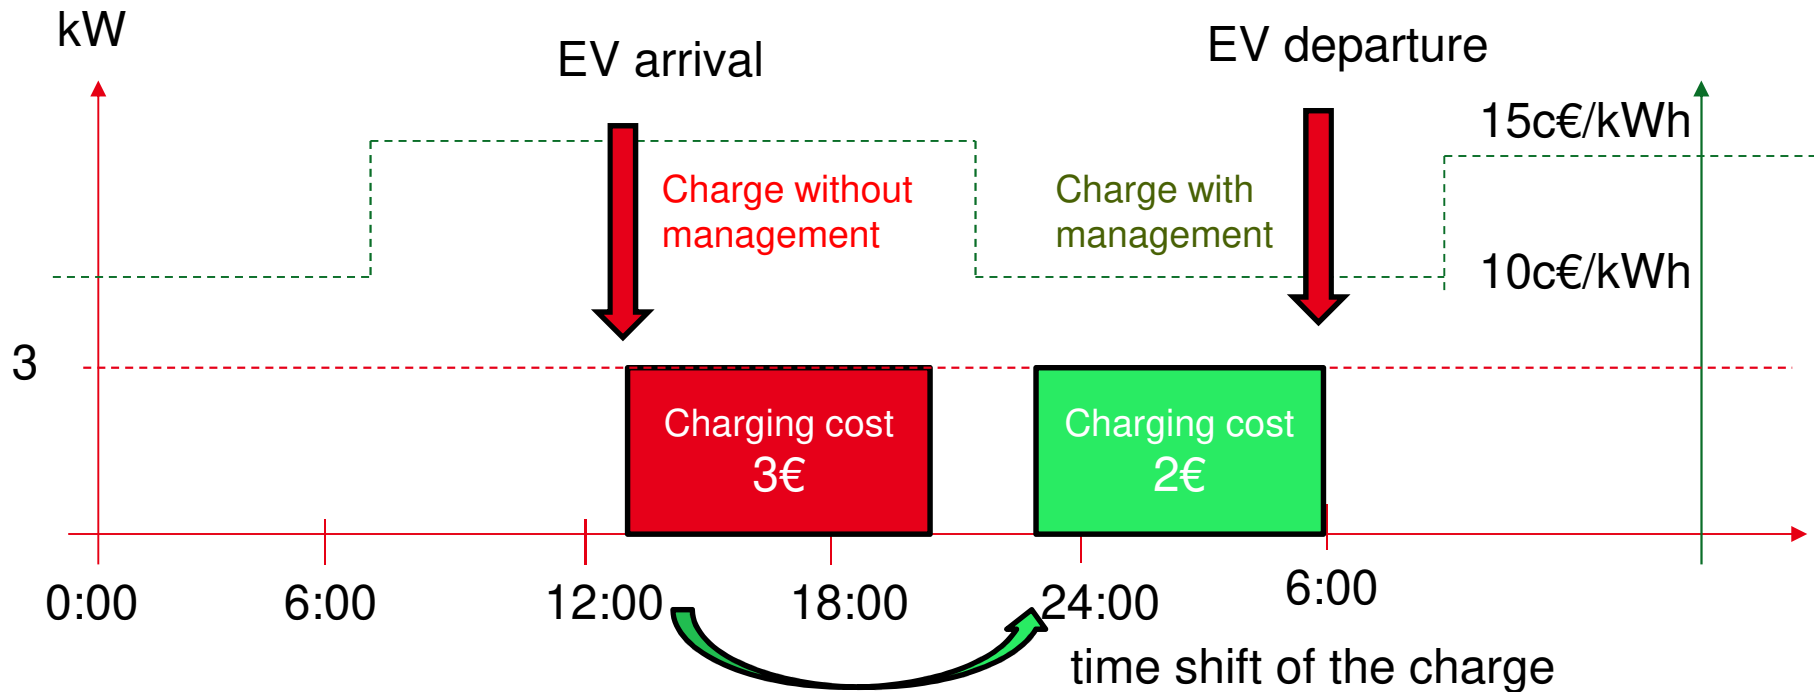 kW
EV arrival
EV departure
15c€/kWh
Charge without
management
Charge with
management
10c€/kWh
3
Charging cost
3€
Charging cost
2€
0:00
6:00
12:00
18:00
24:00
6:00
time shift of the charge